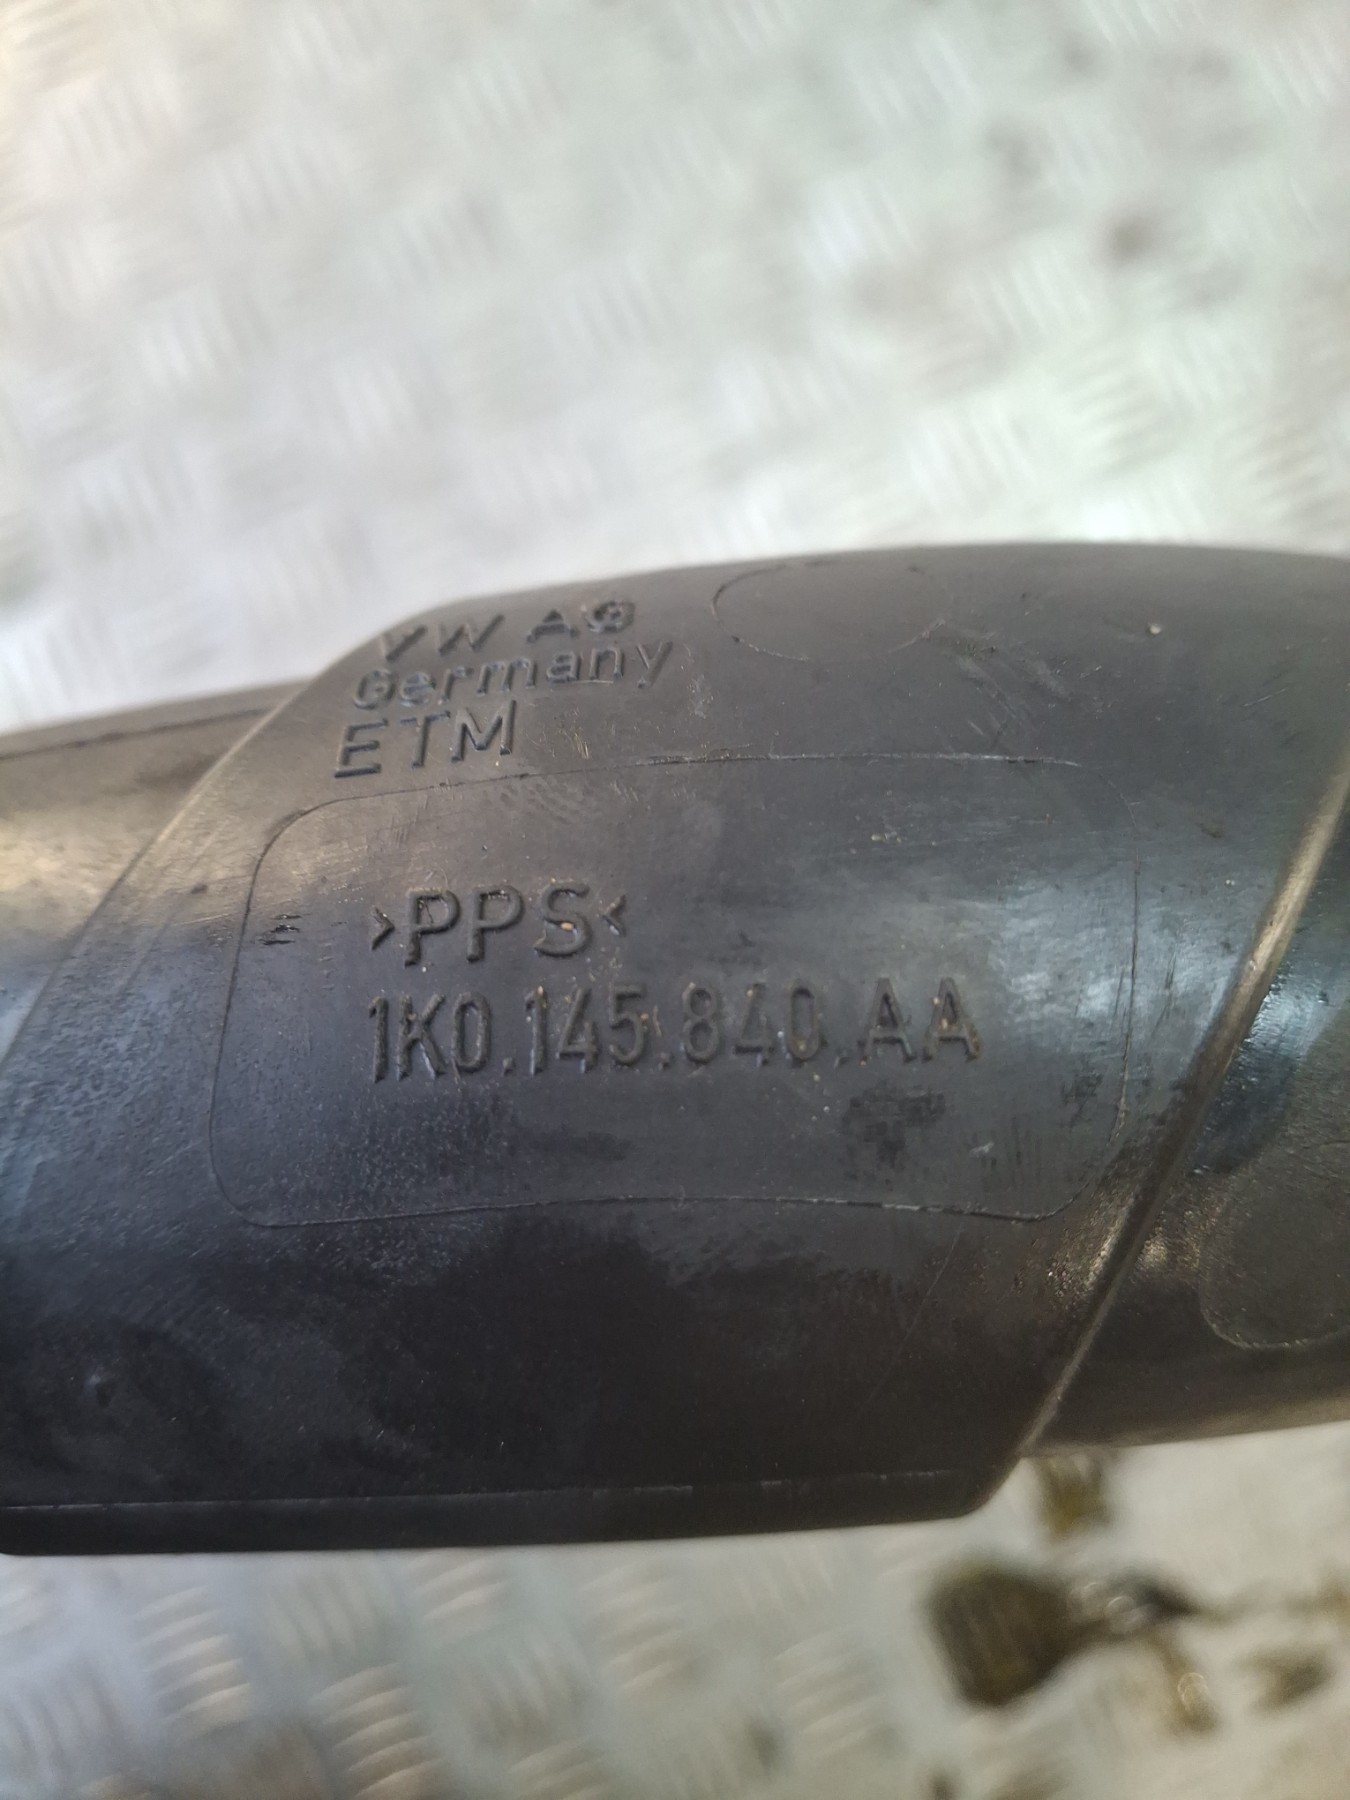 VW AG
Germany
ETM
>PPS<
1K0.145.840.AA